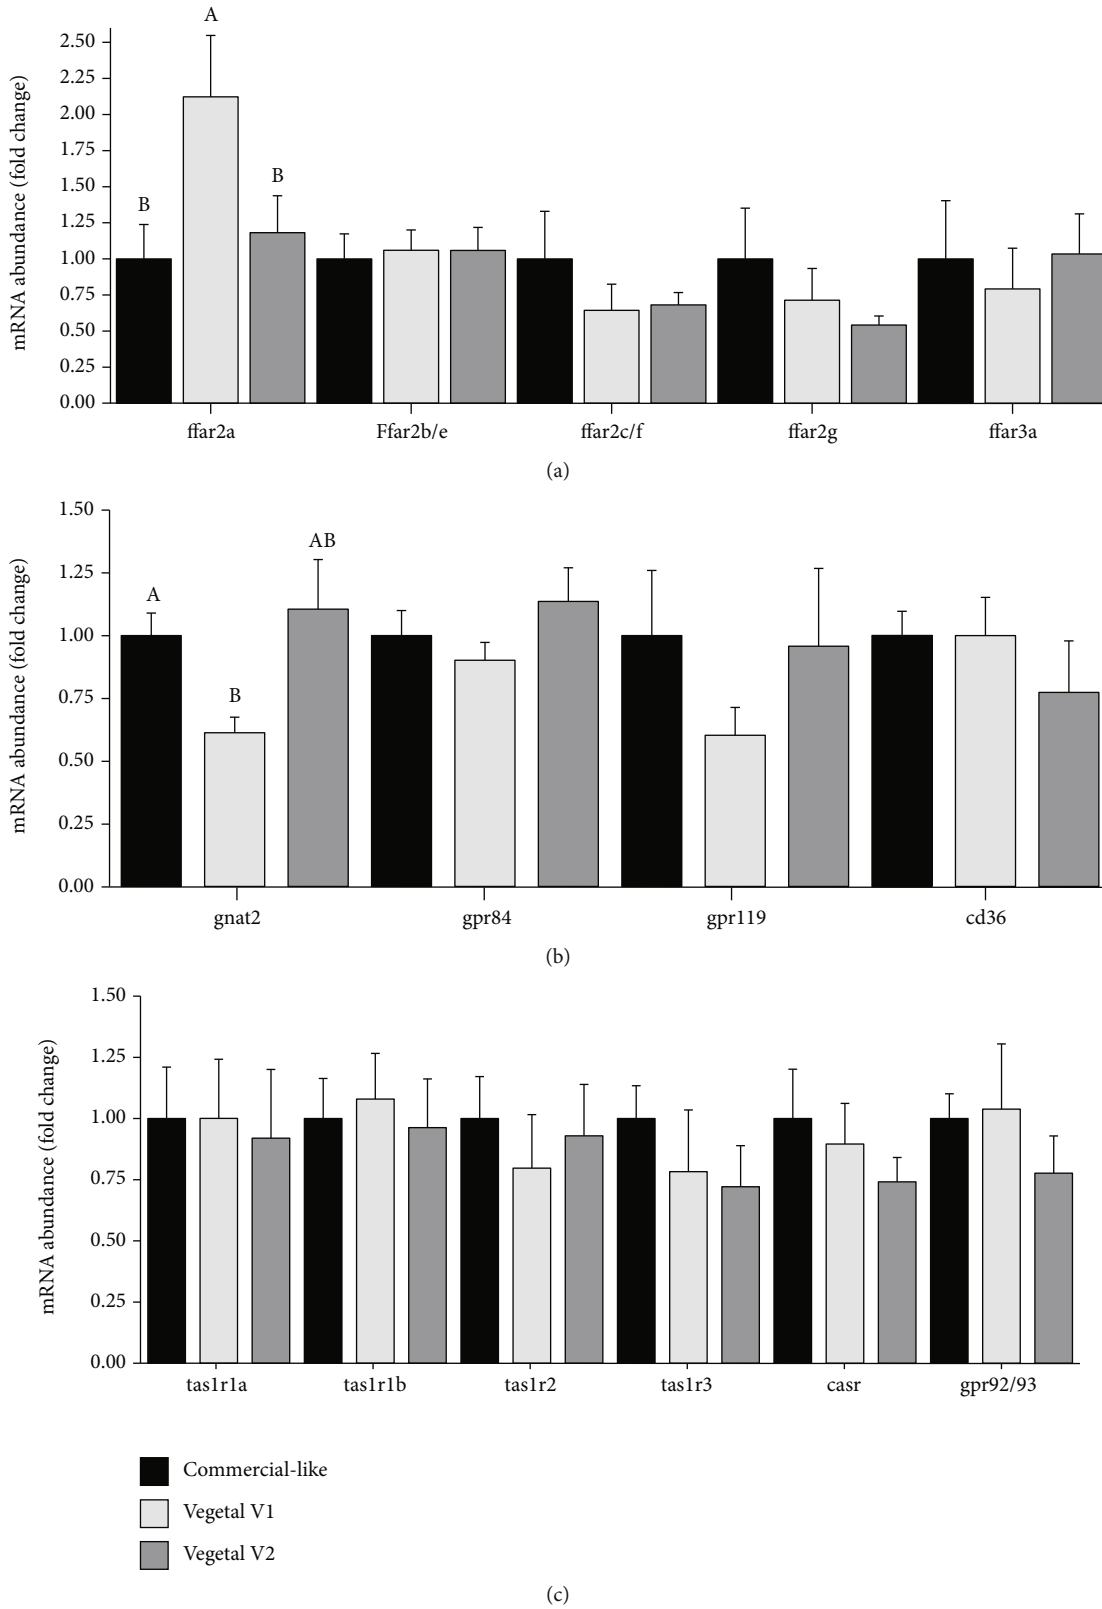 A
2.50
2.25
2.00
1.75
1.50
1.25
1.00
0.75
0.50
0.25
0.00
mRNA abundance (fold change)
B
B
ffar2a Ffar2b/e ffar2c/f ffar2g ffar3a
(a)
1.50
1.25
1.00
0.75
0.50
0.25
0.00
mRNA abundance (fold change)
AB
A
B
gnat2 gpr84 gpr119 cd36
(b)
1.50
1.25
1.00
0.75
0.50
0.25
0.00
mRNA abundance (fold change)
tas1r1a tas1r1b tas1r2 tas1r3 casr gpr92/93
Commercial-like
Vegetal V1
Vegetal V2
(c)